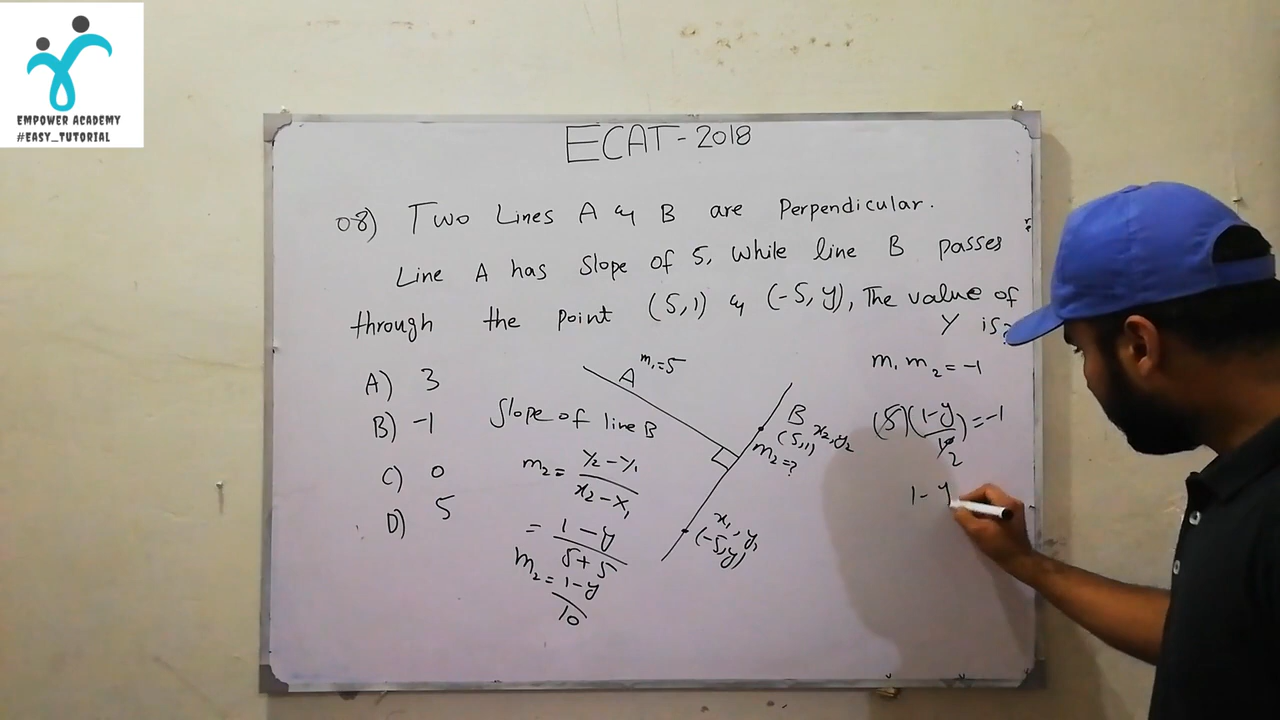 EMPOWER ACADEMY
#EASY_TUTORIAL
ECAT-2018
08) Two Lines A & B are Perpendicular.
Line A has Slope of 5, While line B passes
through the point (5,1) & (-5,y), The value of
Y is?
A) 3
B) -1
C) 0
D) 5
Slope of line B
m₂ = y₂-y₁
x₂-x₁
= 1-y
5+5
m₂ = 1-y
10
A m₁=5
B
(5,1) x₂,y₂
m₂=?
x₁,y₁
(-5,y)
m₁m₂=-1
(5)(1-y)=-1
10
2
1-y